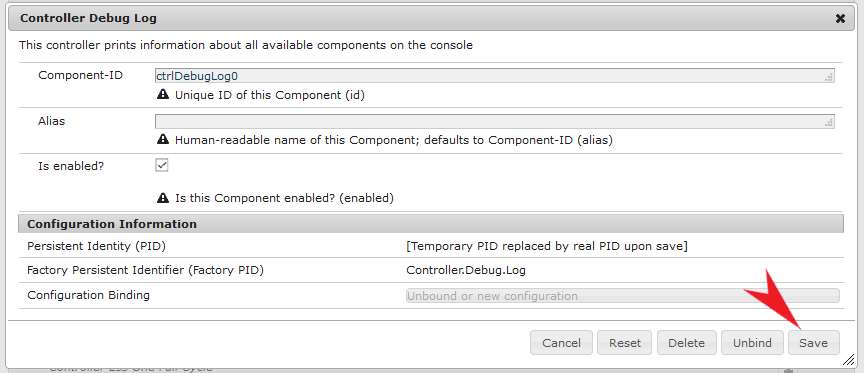 Controller Debug Log
This controller prints information about all available components on the console
Component-ID
ctrlDebugLog0
Unique ID of this Component (id)
Alias
Human-readable name of this Component; defaults to Component-ID (alias)
Is enabled?
Is this Component enabled? (enabled)
Configuration Information
Persistent Identity (PID) [Temporary PID replaced by real PID upon save]
Factory Persistent Identifier (Factory PID) Controller.Debug.Log
Configuration Binding Unbound or new configuration
Cancel Reset Delete Unbind Save
Controller ESS One Full Cycle